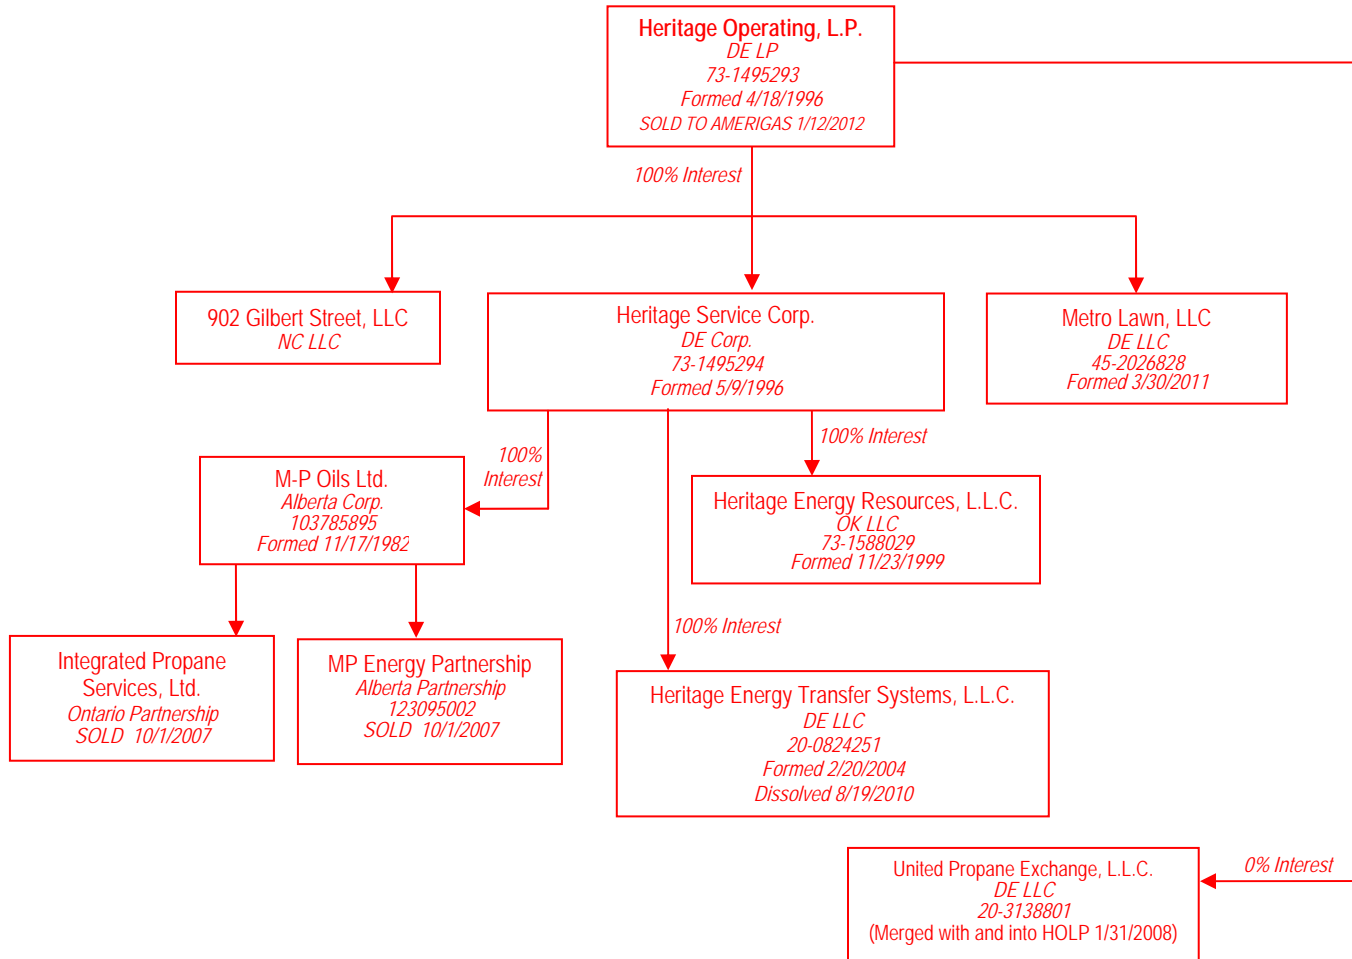 Heritage Operating, L.P.
DE LP
73-1495293
Formed 4/18/1996
SOLD TO AMERIGAS 1/12/2012
100% Interest
902 Gilbert Street, LLC
NC LLC
Heritage Service Corp.
DE Corp.
73-1495294
Formed 5/9/1996
Metro Lawn, LLC
DE LLC
45-2026828
Formed 3/30/2011
100%
Interest
100% Interest
M-P Oils Ltd.
Alberta Corp.
103785895
Formed 11/17/1982
Heritage Energy Resources, L.L.C.
OK LLC
73-1588029
Formed 11/23/1999
100% Interest
Integrated Propane
Services, Ltd.
Ontario Partnership
SOLD 10/1/2007
MP Energy Partnership
Alberta Partnership
123095002
SOLD 10/1/2007
Heritage Energy Transfer Systems, L.L.C.
DE LLC
20-0824251
Formed 2/20/2004
Dissolved 8/19/2010
United Propane Exchange, L.L.C.
DE LLC
20-3138801
(Merged with and into HOLP 1/31/2008)
0% Interest